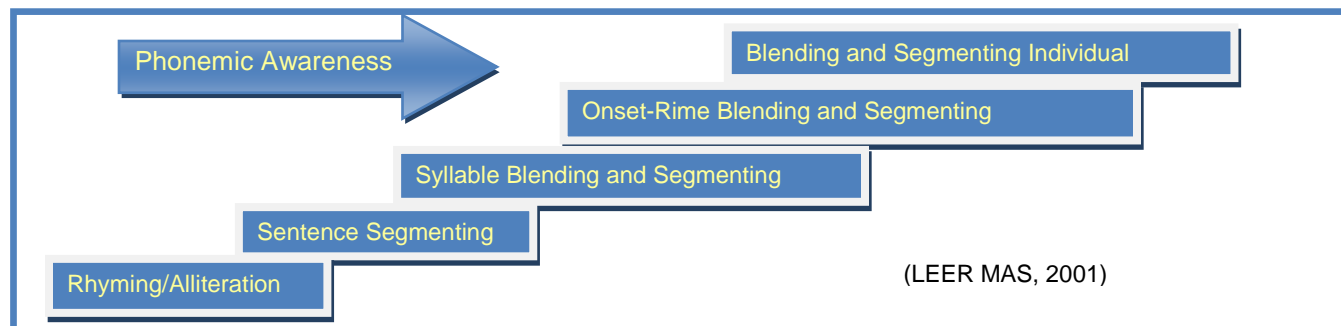 Phonemic Awareness
Blending and Segmenting Individual
Onset-Rime Blending and Segmenting
Syllable Blending and Segmenting
Sentence Segmenting
Rhyming/Alliteration
(LEER MAS, 2001)